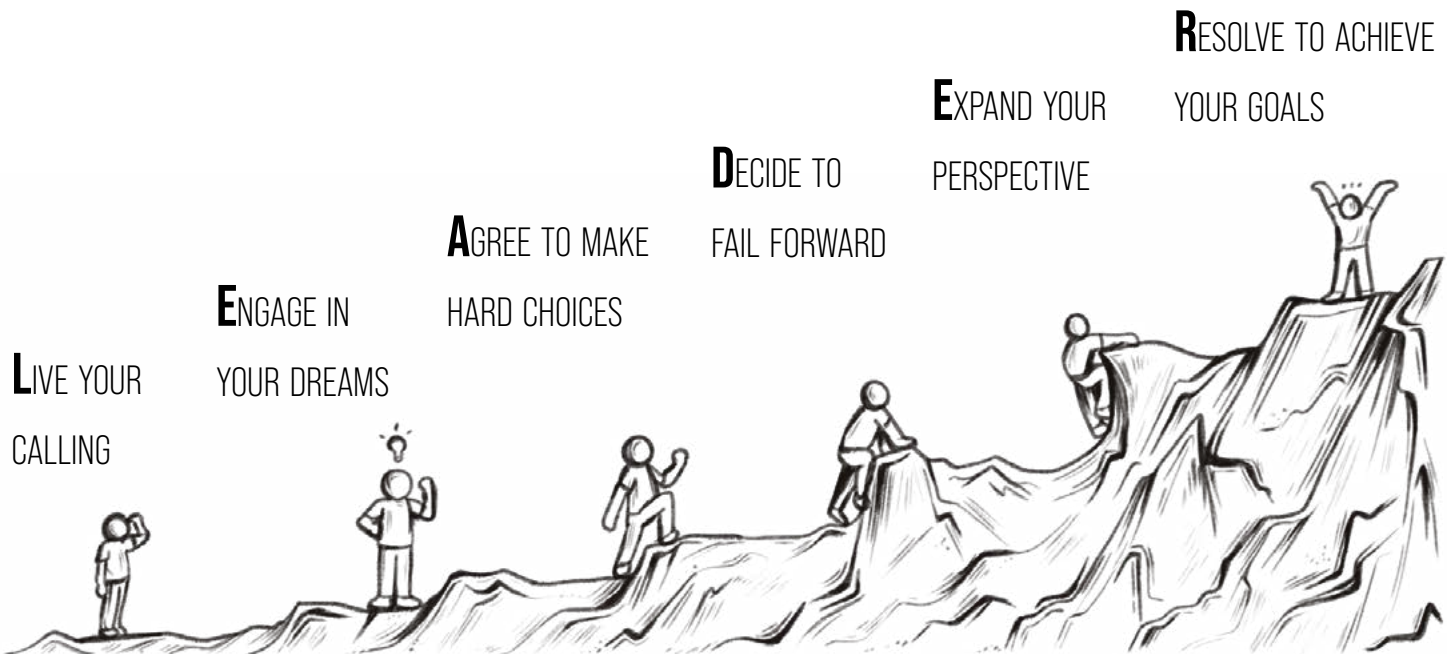 LIVE YOUR
CALLING
ENGAGE IN
YOUR DREAMS
AGREE TO MAKE
HARD CHOICES
DECIDE TO
FAIL FORWARD
EXPAND YOUR
PERSPECTIVE
RESOLVE TO ACHIEVE
YOUR GOALS